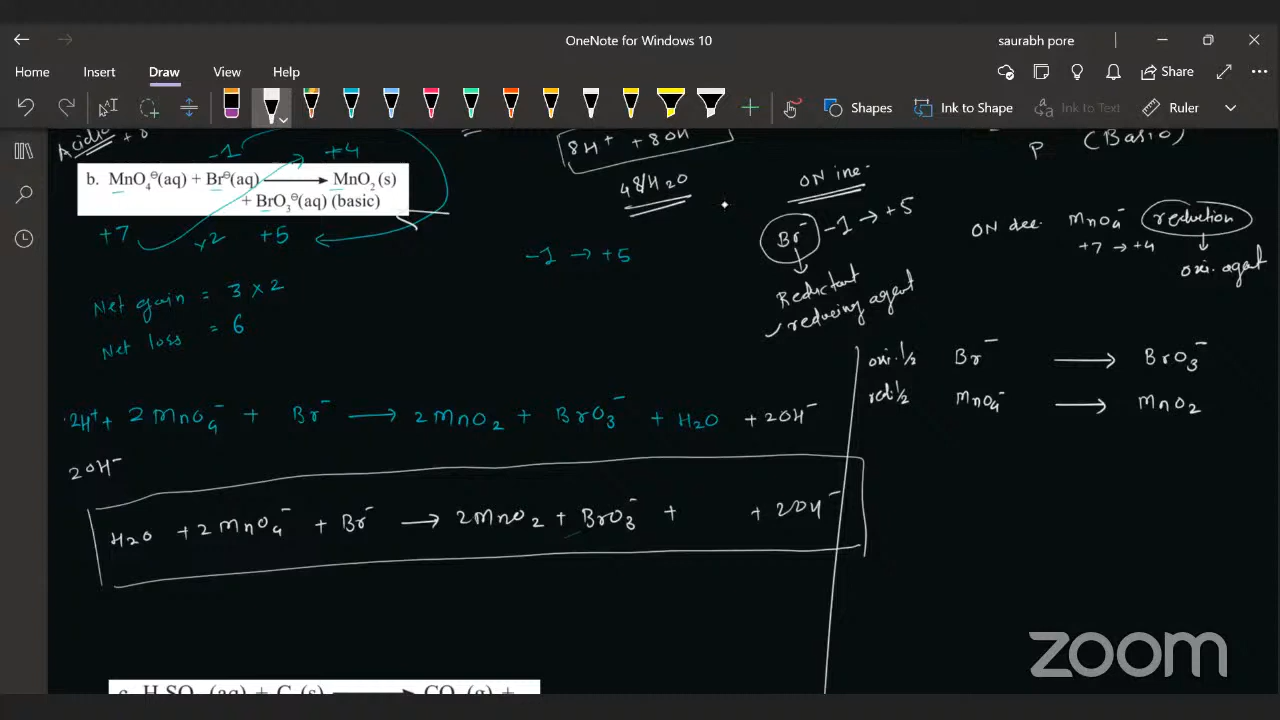 OneNote for Windows 10
saurabh pore
Home Insert Draw View Help
Share
Shapes
Ink to Shape
Ink to Text
Ruler
Acidic
8H⁺ + 8OH⁻
(Basic)
-1 +4
b. MnO₄⊖(aq) + Br⊖(aq) ⟶ MnO₂(s)
+ BrO₃⊖(aq) (basic)
+7 ×2 +5
H₂O
ON inc.
Br⁻ -1 → +5
Reductant
reducing agent
ON dec. MnO₄⁻ reduction
+7 → +4
oxi. agent
-1 → +5
Net gain = 3 × 2
Net loss = 6
oxi. 1/2 Br⁻ ⟶ BrO₃⁻
red. 1/2 MnO₄⁻ ⟶ MnO₂
2H⁺ + 2MnO₄⁻ + Br⁻ ⟶ 2MnO₂ + BrO₃⁻ + H₂O + 2OH⁻
2OH⁻
H₂O + 2MnO₄⁻ + Br⁻ ⟶ 2MnO₂ + BrO₃⁻ + + 2OH⁻
zoom